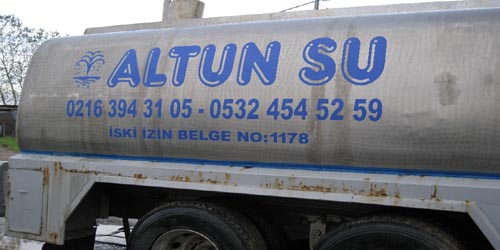 ALTUN SU
0216 394 31 05 - 0532 454 52 59
İSKİ İZİN BELGE NO:1178